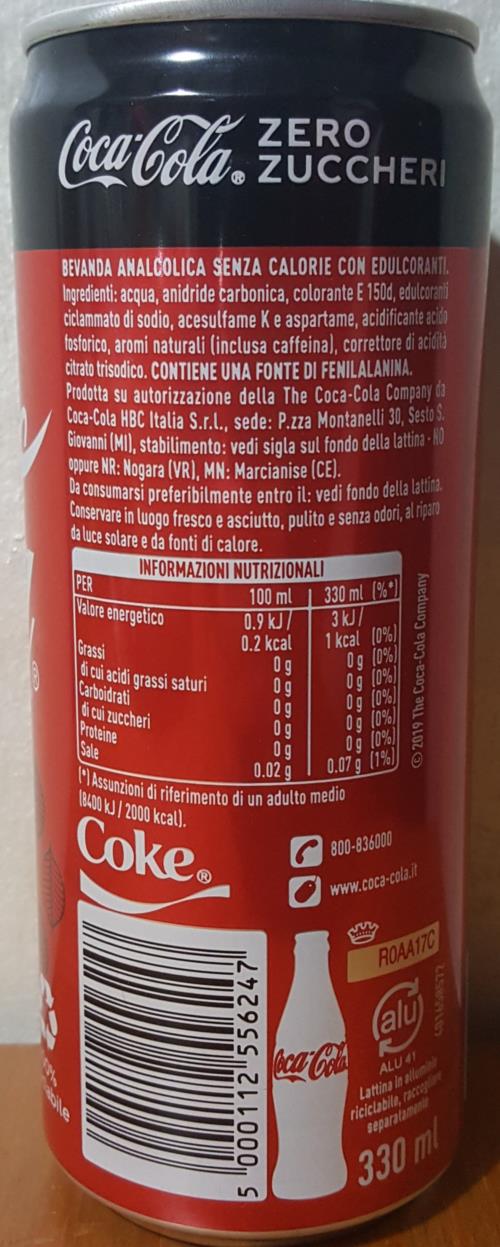 Coca-Cola® ZERO
ZUCCHERI
BEVANDA ANALCOLICA SENZA CALORIE CON EDULCORANTI.
Ingredienti: acqua, anidride carbonica, colorante E 150d, edulcoranti
ciclammato di sodio, acesulfame K e aspartame, acidificante acido
fosforico, aromi naturali (inclusa caffeina), correttore di acidità
citrato trisodico. CONTIENE UNA FONTE DI FENILALANINA.
Prodotta su autorizzazione della The Coca-Cola Company da
Coca-Cola HBC Italia S.r.l., sede: P.zza Montanelli 30, Sesto S.
Giovanni (MI), stabilimento: vedi sigla sul fondo della lattina - NO
oppure NR: Nogara (VR), MN: Marcianise (CE).
Da consumarsi preferibilmente entro il: vedi fondo della lattina.
Conservare in luogo fresco e asciutto, pulito e senza odori, al riparo
da luce solare e da fonti di calore.
INFORMAZIONI NUTRIZIONALI
PER 100 ml 330 ml (%*)
Valore energetico 0.9 kJ/ 3 kJ/
0.2 kcal 1 kcal (0%)
Grassi 0 g 0 g (0%)
di cui acidi grassi saturi 0 g 0 g (0%)
Carboidrati 0 g 0 g (0%)
di cui zuccheri 0 g 0 g (0%)
Proteine 0 g 0 g (0%)
Sale 0.02 g 0.07 g (1%)
(*) Assunzioni di riferimento di un adulto medio
(8400 kJ / 2000 kcal).
© 2019 The Coca-Cola Company
Coke®
800-836000
www.coca-cola.it
5 000112 556247
Coca-Cola
ROAA17C
alu
ALU 41
Lattina in alluminio
riciclabile, raccogliere
separatamente
330 ml